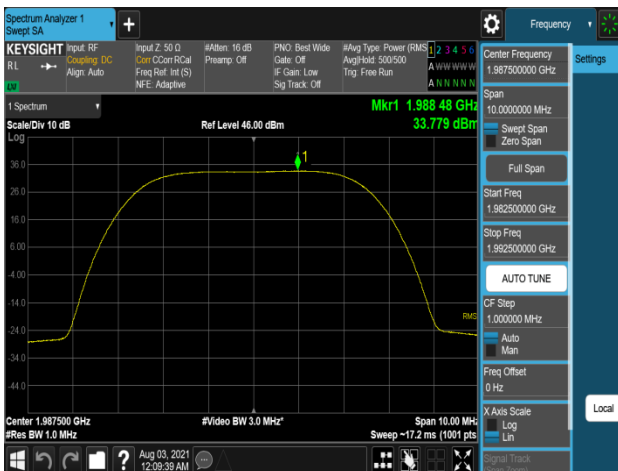 Spectrum Analyzer 1
Swept SA
+
Frequency
KEYSIGHT
RL
LU
Input: RF
Coupling: DC
Align: Auto
Input Z: 50 Ω
Corr CCorr RCal
Freq Ref: Int (S)
NFE: Adaptive
#Atten: 16 dB
Preamp: Off
PNO: Best Wide
Gate: Off
IF Gain: Low
Sig Track: Off
#Avg Type: Power (RMS
Avg|Hold: 500/500
Trig: Free Run
1 2 3 4 5 6
A W W W W W
A N N N N N
1 Spectrum
Scale/Div 10 dB
Ref Level 46.00 dBm
Mkr1 1.988 48 GHz
33.779 dBm
Log
1
36.0
26.0
16.0
6.00
-4.00
-14.0
-24.0
-34.0
-44.0
RMS
Center 1.987500 GHz
#Res BW 1.0 MHz
#Video BW 3.0 MHz*
Span 10.00 MHz
Sweep ~17.2 ms (1001 pts
Center Frequency
1.987500000 GHz
Span
10.0000000 MHz
Swept Span
Zero Span
Full Span
Start Freq
1.982500000 GHz
Stop Freq
1.992500000 GHz
AUTO TUNE
CF Step
1.000000 MHz
Auto
Man
Freq Offset
0 Hz
X Axis Scale
Log
Lin
Signal Track
Settings
Local
?
Aug 03, 2021
12:09:39 AM